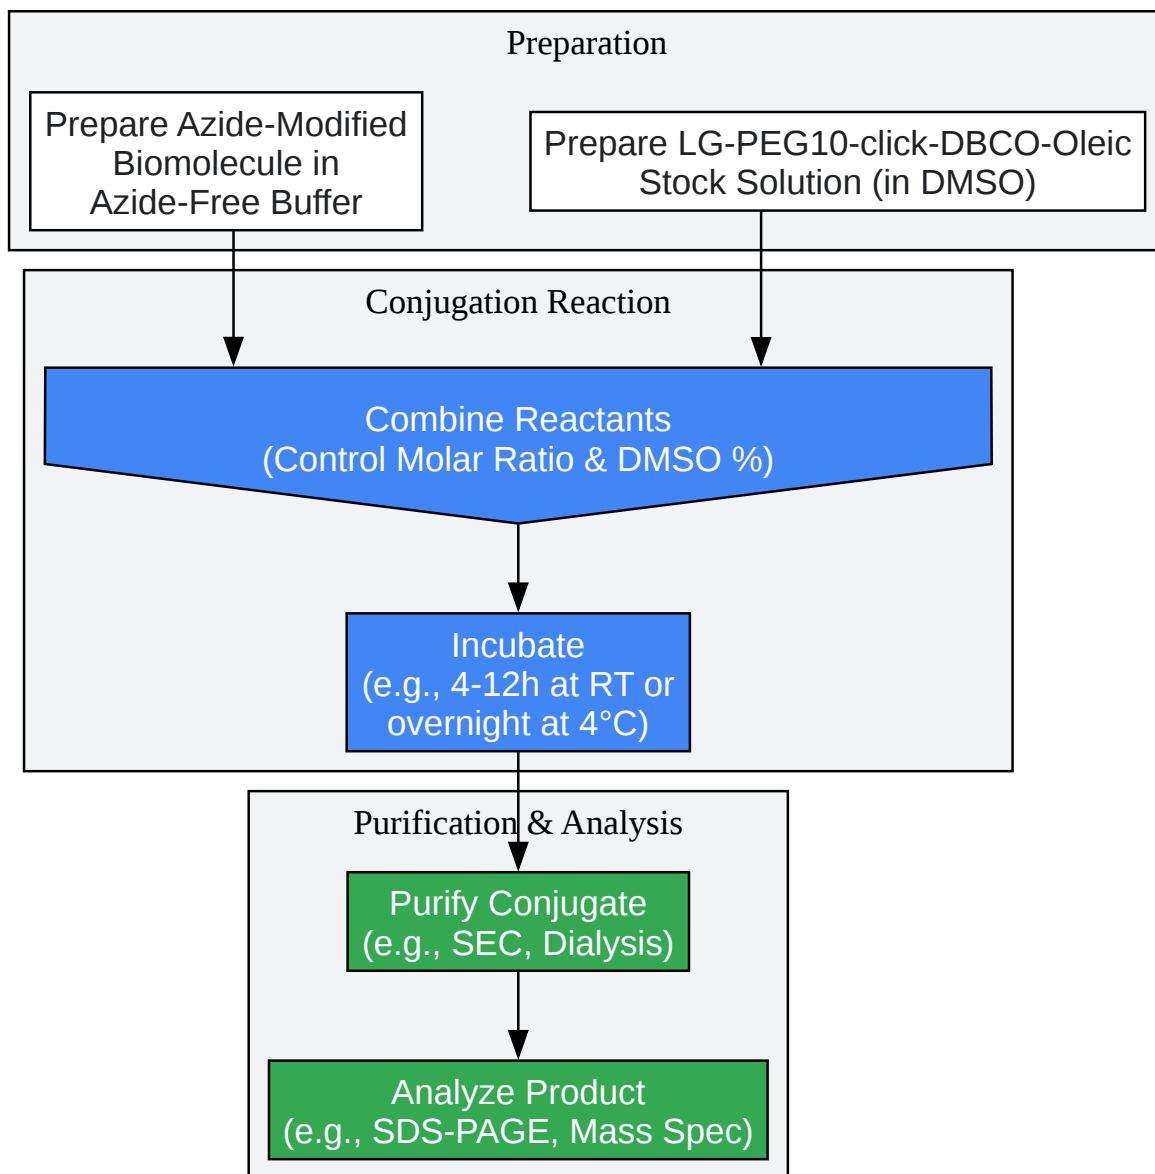 Preparation
Prepare Azide-Modified
Biomolecule in
Azide-Free Buffer
Prepare LG-PEG10-click-DBCO-Oleic
Stock Solution (in DMSO)
Conjugation Reaction
Combine Reactants
(Control Molar Ratio & DMSO %)
Incubate
(e.g., 4-12h at RT or
overnight at 4°C)
Purification & Analysis
Purify Conjugate
(e.g., SEC, Dialysis)
Analyze Product
(e.g., SDS-PAGE, Mass Spec)